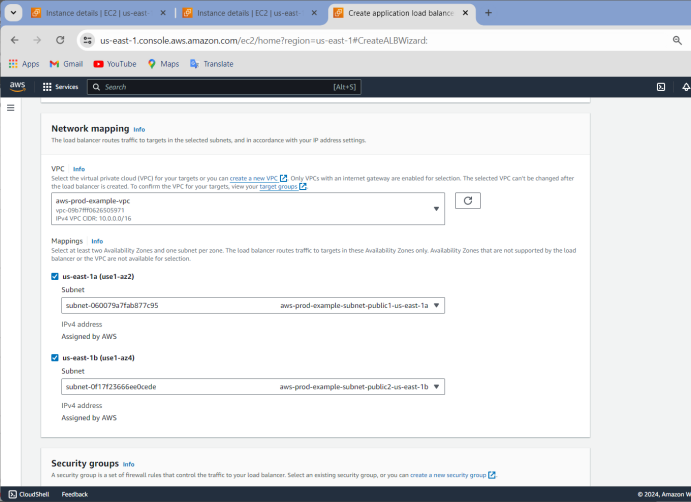 Instance details | EC2 | us-east-
Instance details | EC2 | us-east-
Create application load balance
us-east-1.console.aws.amazon.com/ec2/home?region=us-east-1#CreateALBWizard:
Apps Gmail YouTube Maps Translate
aws Services Search [Alt+S]
Network mapping Info
The load balancer routes traffic to targets in the selected subnets, and in accordance with your IP address settings.
VPC Info
Select the virtual private cloud (VPC) for your targets or you can create a new VPC. Only VPCs with an internet gateway are enabled for selection. The selected VPC can't be changed after
the load balancer is created. To confirm the VPC for your targets, view your target groups.
aws-prod-example-vpc
vpc-09b7fff0626505971
IPv4 VPC CIDR: 10.0.0.0/16
Mappings Info
Select at least two Availability Zones and one subnet per zone. The load balancer routes traffic to targets in these Availability Zones only. Availability Zones that are not supported by the load
balancer or the VPC are not available for selection.
us-east-1a (use1-az2)
Subnet
subnet-060079a7fab877c95 aws-prod-example-subnet-public1-us-east-1a
IPv4 address
Assigned by AWS
us-east-1b (use1-az4)
Subnet
subnet-0f17f23666ee0cede aws-prod-example-subnet-public2-us-east-1b
IPv4 address
Assigned by AWS
Security groups Info
A security group is a set of firewall rules that control the traffic to your load balancer. Select an existing security group, or you can create a new security group.
CloudShell Feedback © 2024, Amazon W